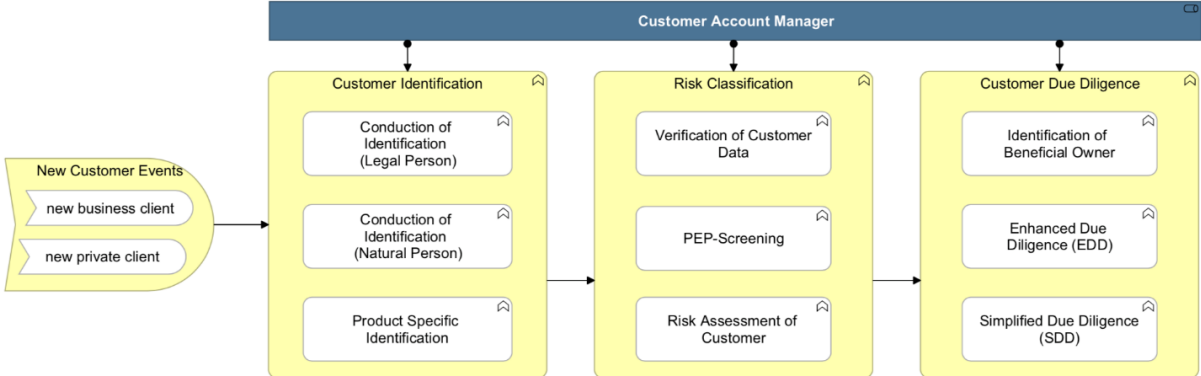 Customer Account Manager
Customer Identification
Conduction of
Identification
(Legal Person)
Conduction of
Identification
(Natural Person)
Product Specific
Identification
Risk Classification
Verification of Customer
Data
PEP-Screening
Risk Assessment of
Customer
Customer Due Diligence
Identification of
Beneficial Owner
Enhanced Due
Diligence (EDD)
Simplified Due Diligence
(SDD)
New Customer Events
new business client
new private client